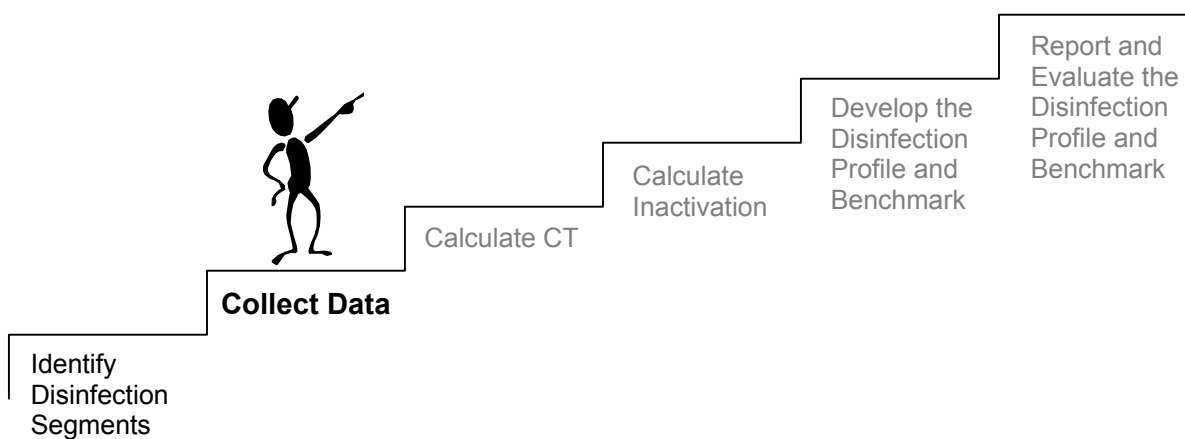 Identify
Disinfection
Segments
Collect Data
Calculate CT
Calculate
Inactivation
Develop the
Disinfection
Profile and
Benchmark
Report and
Evaluate the
Disinfection
Profile and
Benchmark